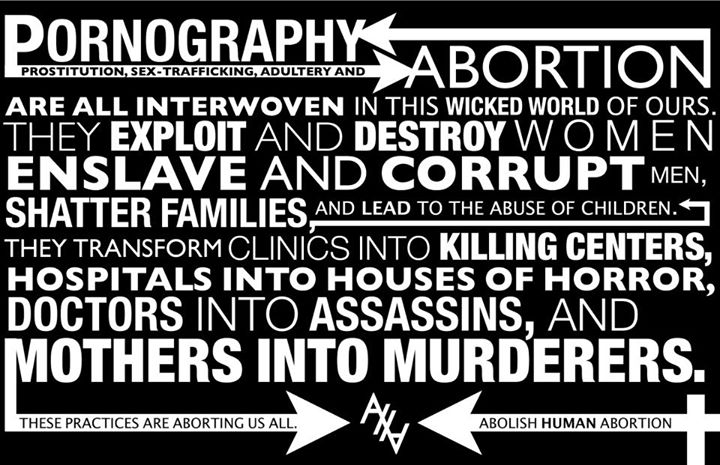 PORNOGRAPHY
PROSTITUTION, SEX-TRAFFICKING, ADULTERY AND
ABORTION
ARE ALL INTERWOVEN IN THIS WICKED WORLD OF OURS.
THEY EXPLOIT AND DESTROY WOMEN
ENSLAVE AND CORRUPT MEN,
SHATTER FAMILIES, AND LEAD TO THE ABUSE OF CHILDREN.
THEY TRANSFORM CLINICS INTO KILLING CENTERS,
HOSPITALS INTO HOUSES OF HORROR,
DOCTORS INTO ASSASSINS, AND
MOTHERS INTO MURDERERS.
THESE PRACTICES ARE ABORTING US ALL.
AHA
ABOLISH HUMAN ABORTION